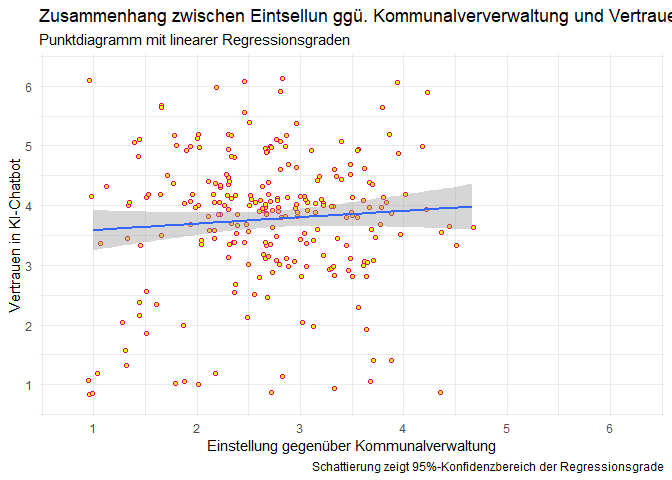 Zusammenhang zwischen Eintsellun ggü. Kommunalververwaltung und Vertraue
Punktdiagramm mit linearer Regressionsgraden
Vertrauen in KI-Chatbot
6
5
4
3
2
1
1 2 3 4 5 6
Einstellung gegenüber Kommunalverwaltung
Schattierung zeigt 95%-Konfidenzbereich der Regressionsgrade